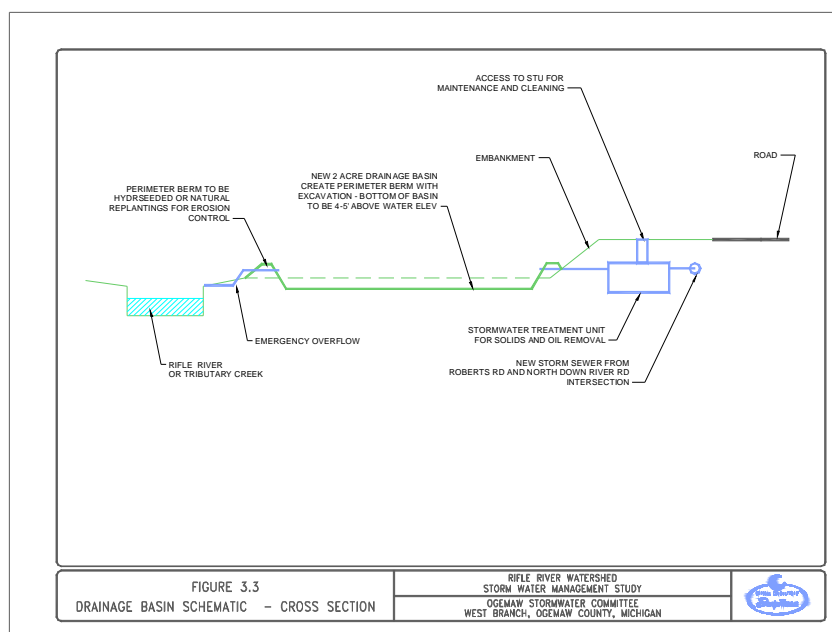 ACCESS TO STU FOR
MAINTENANCE AND CLEANING
EMBANKMENT
ROAD
NEW 2 ACRE DRAINAGE BASIN
CREATE PERIMETER BERM WITH
EXCAVATION - BOTTOM OF BASIN
TO BE 4-5' ABOVE WATER ELEV
PERIMETER BERM TO BE
HYDRSEEDED OR NATURAL
REPLANTINGS FOR EROSION
CONTROL
EMERGENCY OVERFLOW
STORMWATER TREATMENT UNIT
FOR SOLIDS AND OIL REMOVAL
RIFLE RIVER
OR TRIBUTARY CREEK
NEW STORM SEWER FROM
ROBERTS RD AND NORTH DOWN RIVER RD
INTERSECTION
FIGURE 3.3
DRAINAGE BASIN SCHEMATIC - CROSS SECTION
RIFLE RIVER WATERSHED
STORM WATER MANAGEMENT STUDY
OGEMAW STORMWATER COMMITTEE
WEST BRANCH, OGEMAW COUNTY, MICHIGAN